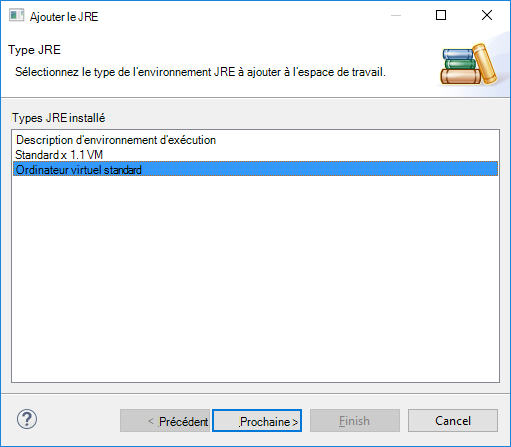 Ajouter le JRE
Type JRE
Sélectionnez le type de l'environnement JRE à ajouter à l'espace de travail.
Types JRE installé
Description d'environnement d'exécution
Standard x 1.1 VM
Ordinateur virtuel standard
? < Précédent Prochaine > Finish Cancel